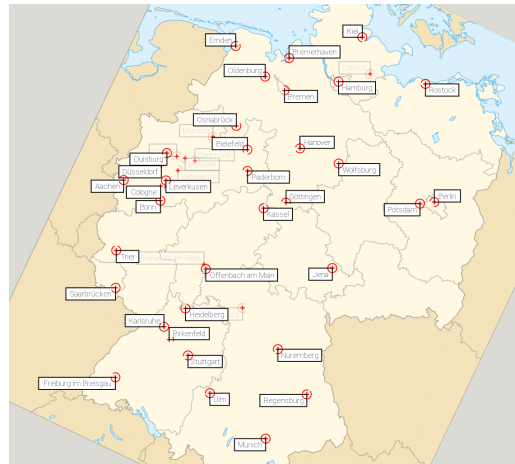 Kiel
Emden
Bremerhaven
Lübeck
Oldenburg
Hamburg
Rostock
Bremen
Osnabrück
Bielefeld
Hanover
Duisburg
Wolfsburg
Düsseldorf
Paderborn
Aachen
Leverkusen
Cologne
Göttingen
Berlin
Bonn
Kassel
Potsdam
Trier
Offenbach am Main
Jena
Saarbrücken
Heidelberg
Karlsruhe
Pirkenfeld
Nuremberg
Stuttgart
Freiburg im Breisgau
Ulm
Regensburg
Munich